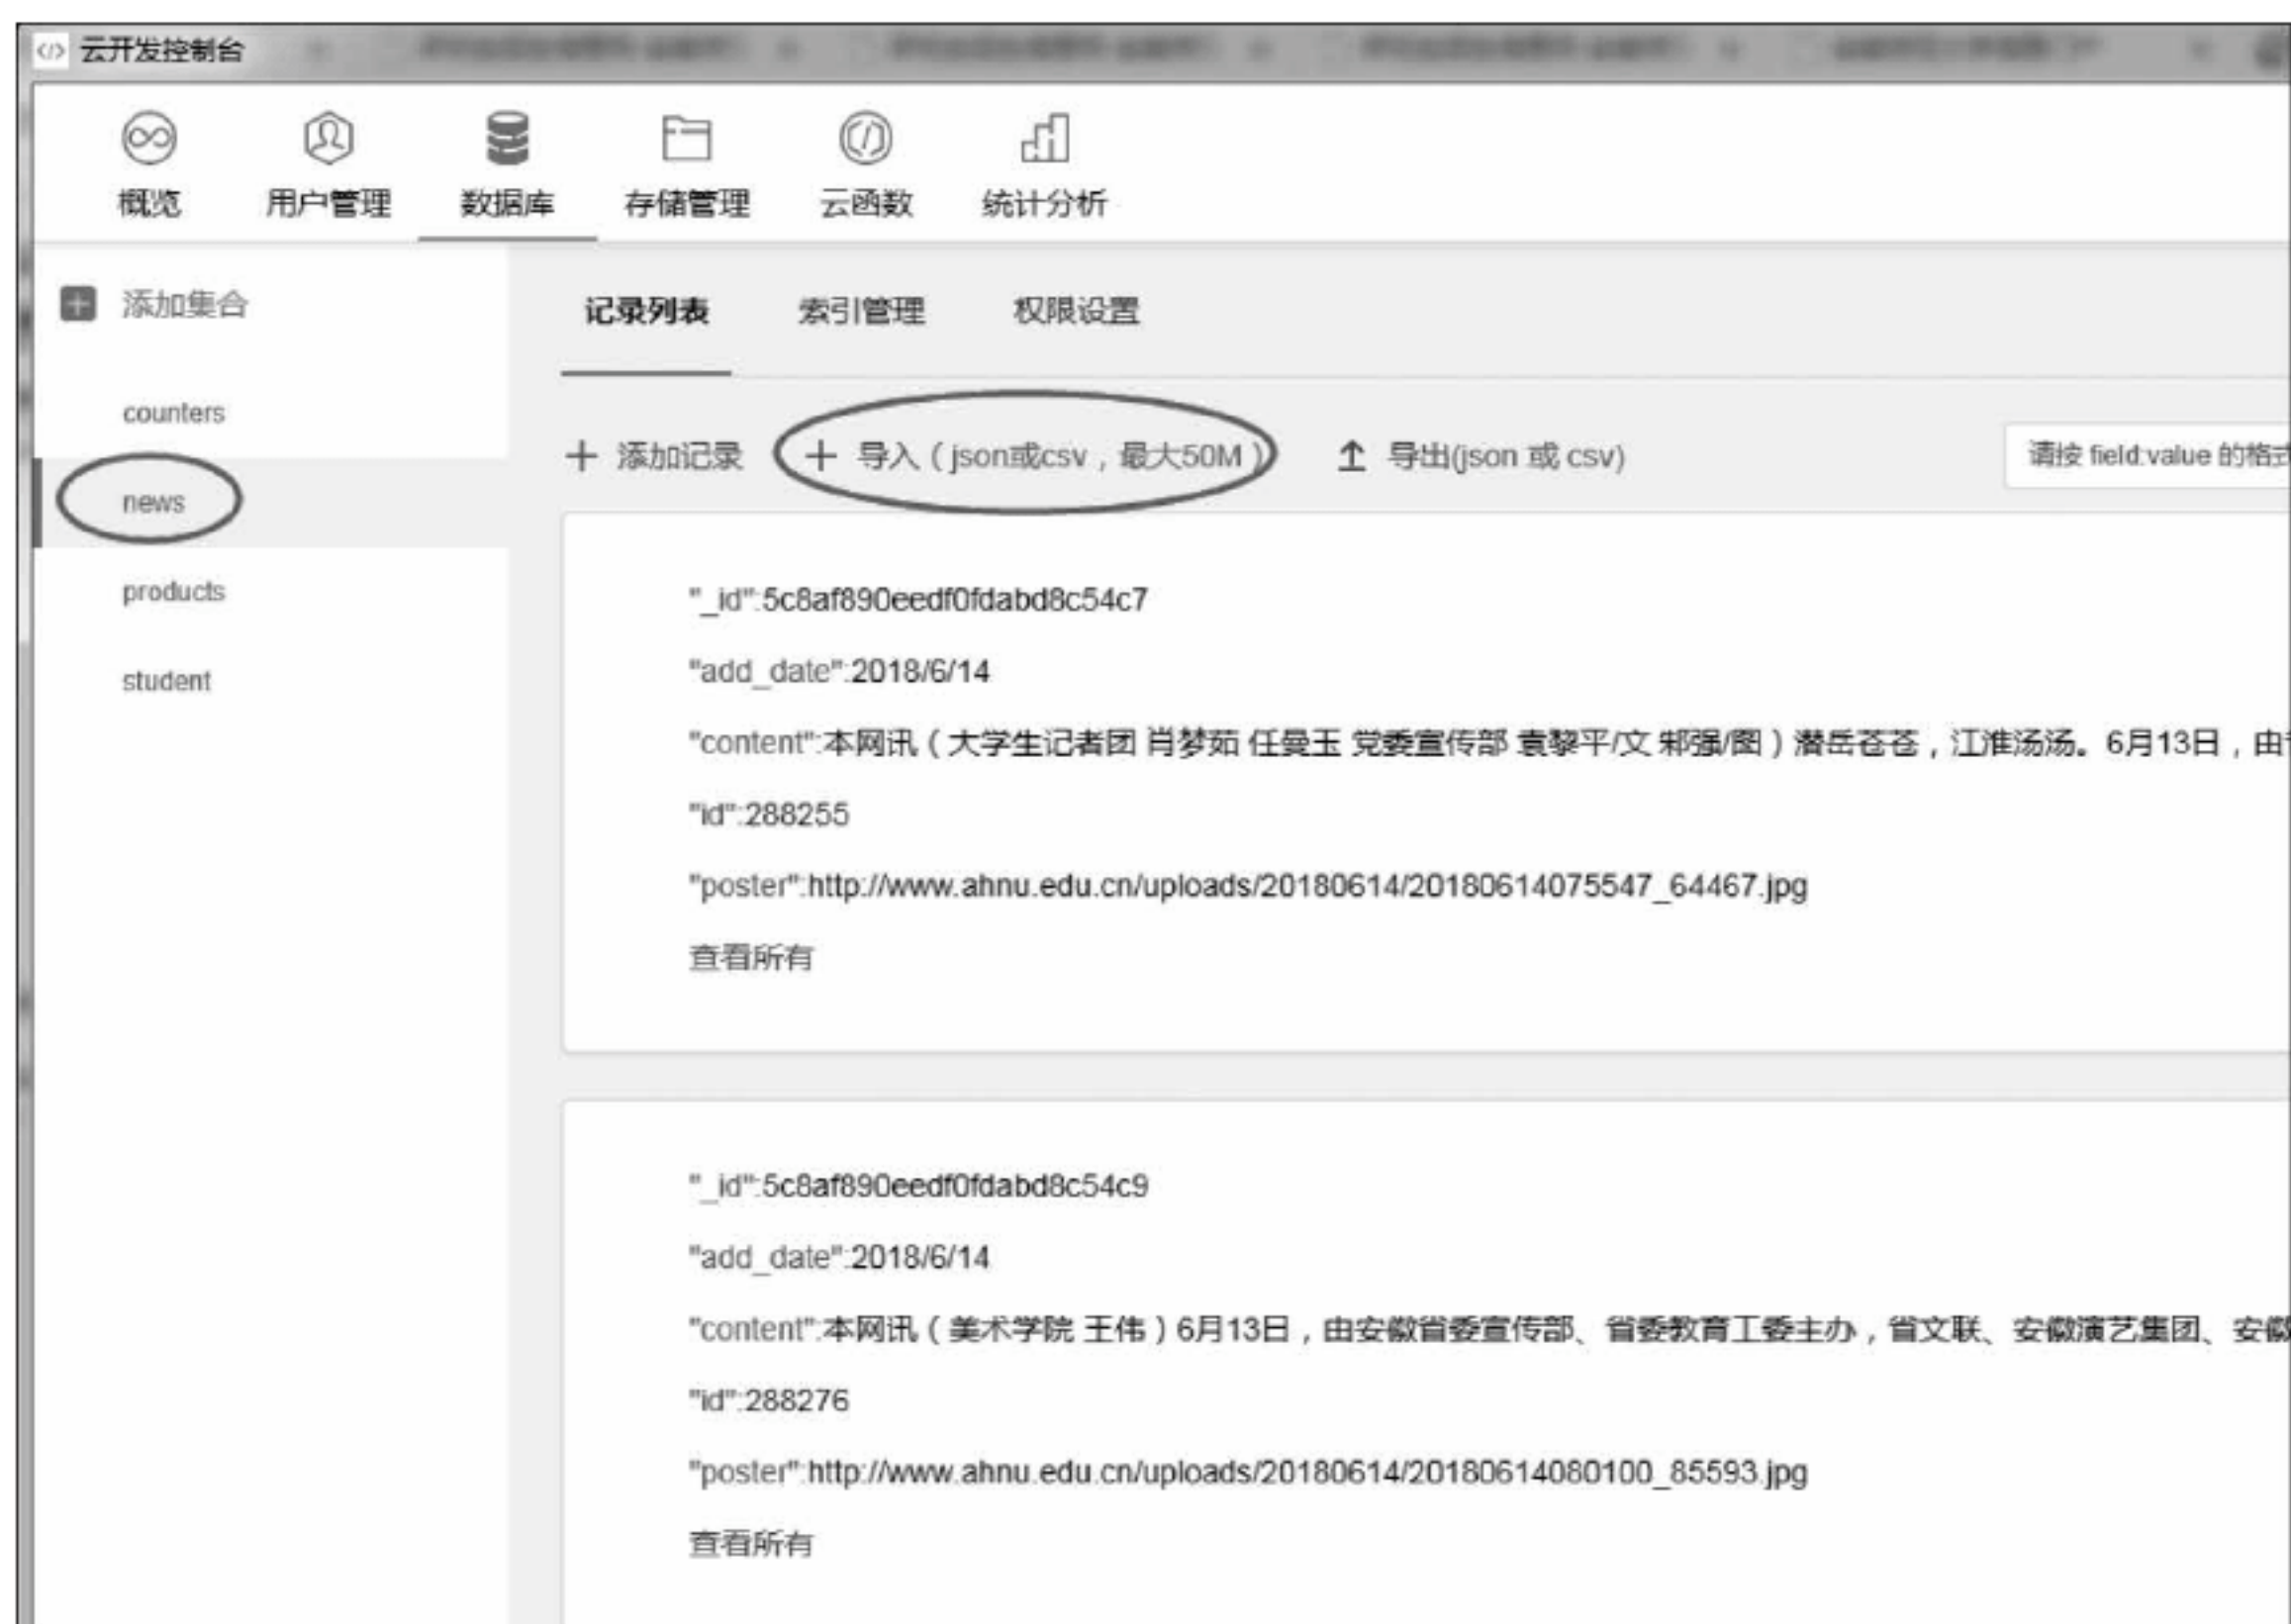 云开发控制台
概览 用户管理 数据库 存储管理 云函数 统计分析
添加集合
counters
news
products
student
记录列表 索引管理 权限设置
添加记录 导入（json或csv，最大50M） 导出(json 或 csv)
请按 field:value 的格式
"_id":5c8af890eedf0fdabd8c54c7
"add_date":2018/6/14
"content":本网讯（大学生记者团 肖梦茹 任曼玉 党委宣传部 袁黎平/文 郏强/图）潜岳苍苍，江淮汤汤。6月13日，由
"id":288255
"poster":http://www.ahnu.edu.cn/uploads/20180614/20180614075547_64467.jpg
查看所有
"_id":5c8af890eedf0fdabd8c54c9
"add_date":2018/6/14
"content":本网讯（美术学院 王伟）6月13日，由安徽省委宣传部、省委教育工委主办，省文联、安徽演艺集团、安徽
"id":288276
"poster":http://www.ahnu.edu.cn/uploads/20180614/20180614080100_85593.jpg
查看所有